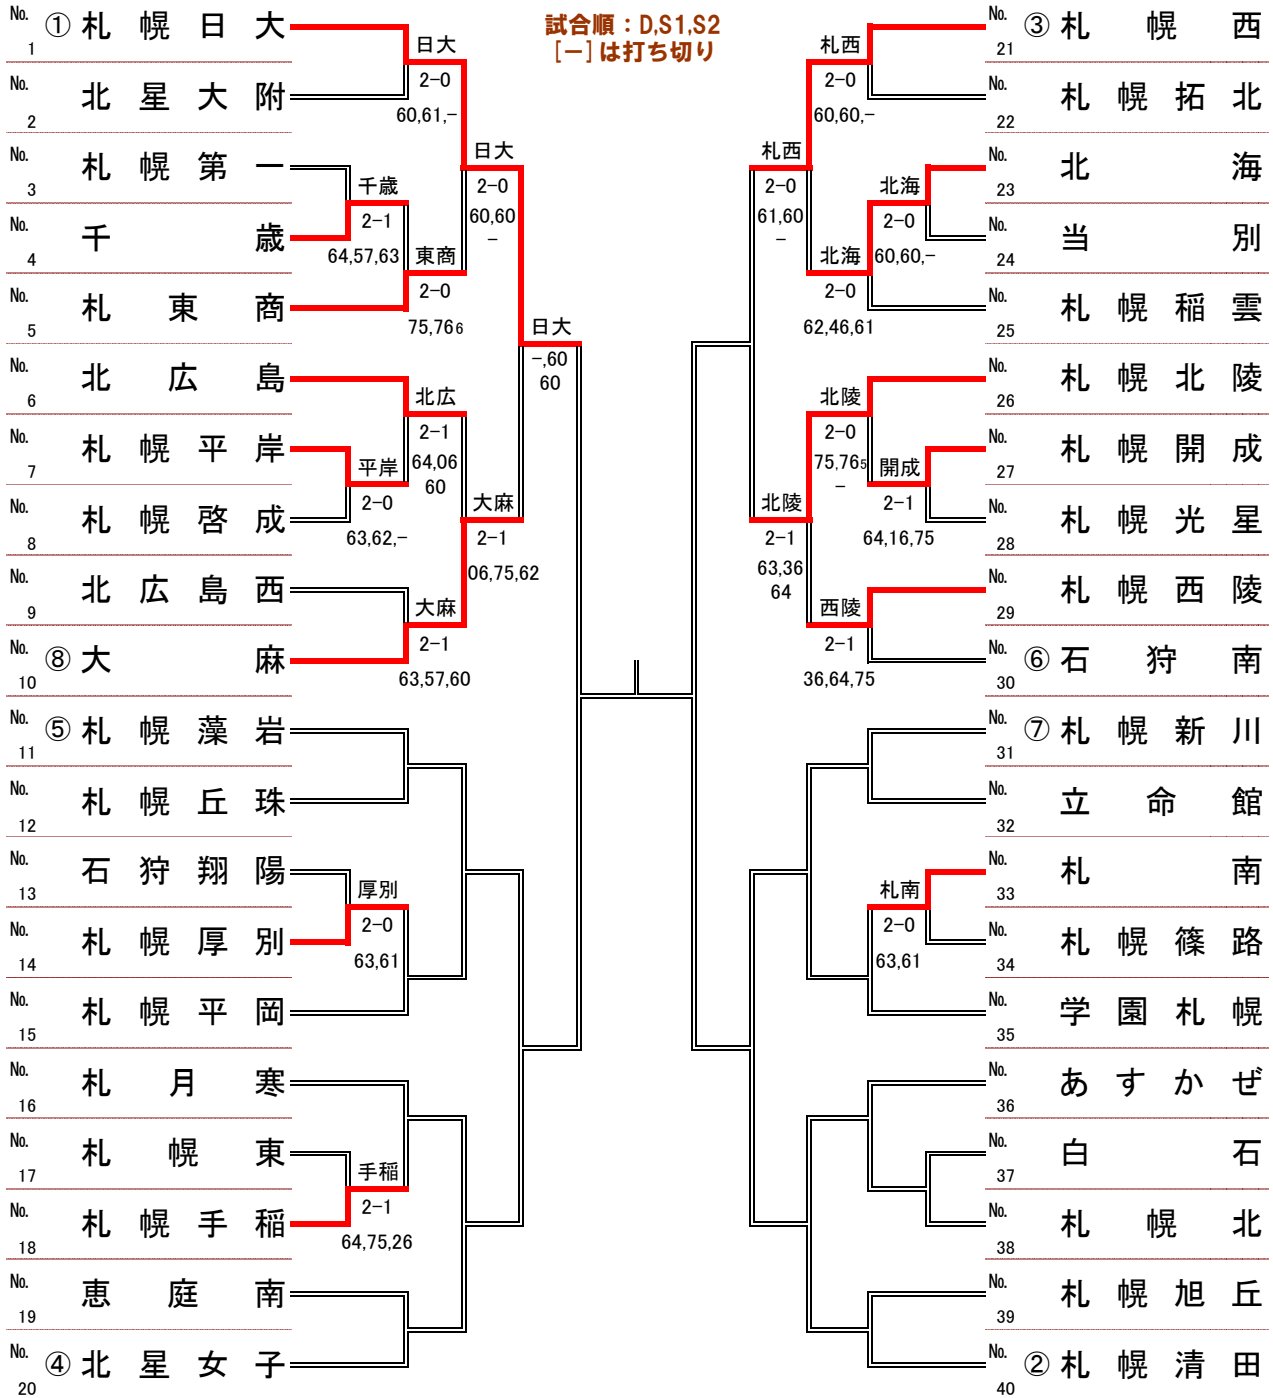 試合順：D,S1,S2
[－]は打ち切り
No. 1 ① 札幌日大
No. 2 北星大附
No. 3 札幌第一
No. 4 千歳
No. 5 札東商
No. 6 北広島
No. 7 札幌平岸
No. 8 札幌啓成
No. 9 北広島西
No. 10 ⑧ 大麻
No. 11 ⑤ 札幌藻岩
No. 12 札幌丘珠
No. 13 石狩翔陽
No. 14 札幌厚別
No. 15 札幌平岡
No. 16 札月寒
No. 17 札幌東
No. 18 札幌手稲
No. 19 恵庭南
No. 20 ④ 北星女子
日大
2-0
60,61,-
千歳
2-1
64,57,63
東商
2-0
75,766
日大
2-0
60,60
-
北広
2-1
64,06
60
平岸
2-0
63,62,-
大麻
2-1
06,75,62
大麻
2-1
63,57,60
日大
-,60
60
厚別
2-0
63,61
手稲
2-1
64,75,26
札西
2-0
60,60,-
札西
2-0
61,60
-
北海
2-0
60,60,-
北海
2-0
62,46,61
北陵
2-0
75,765
-
開成
2-1
64,16,75
北陵
2-1
63,36
64
西陵
2-1
36,64,75
札南
2-0
63,61
No. 21 ③ 札幌西
No. 22 札幌拓北
No. 23 北海
No. 24 当別
No. 25 札幌稲雲
No. 26 札幌北陵
No. 27 札幌開成
No. 28 札幌光星
No. 29 札幌西陵
No. 30 ⑥ 石狩南
No. 31 ⑦ 札幌新川
No. 32 立命館
No. 33 札南
No. 34 札幌篠路
No. 35 学園札幌
No. 36 あすかぜ
No. 37 白石
No. 38 札幌北
No. 39 札幌旭丘
No. 40 ② 札幌清田